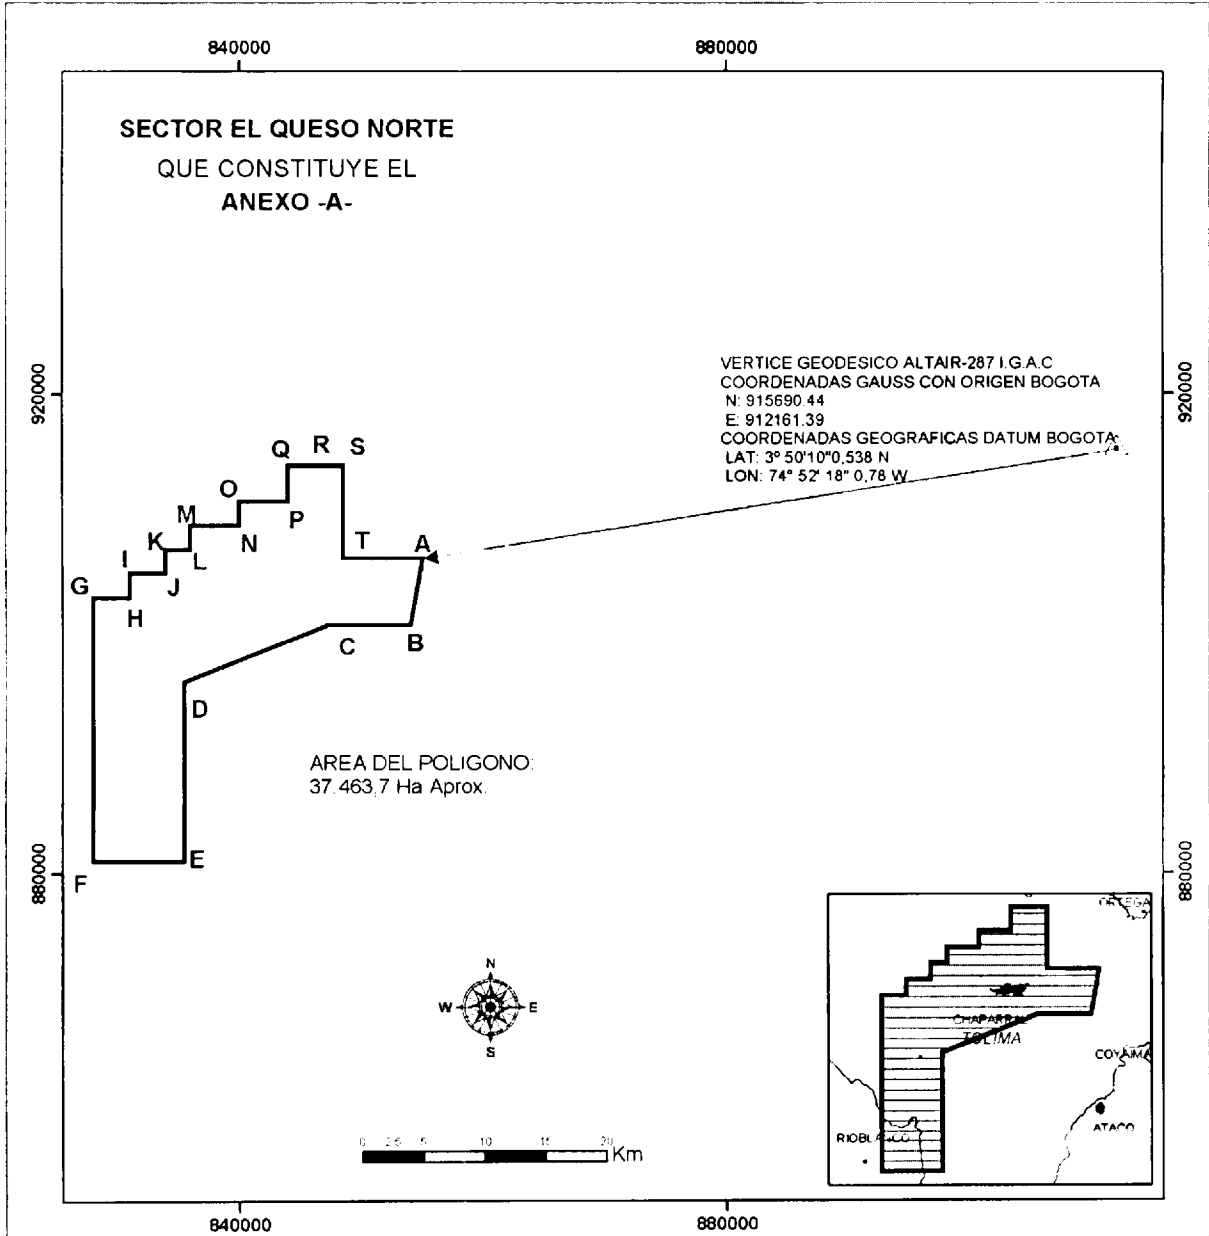 840000
880000
SECTOR EL QUESO NORTE
QUE CONSTITUYE EL
ANEXO -A-
920000
920000
VERTICE GEODESICO ALTAIR-287 I.G.A.C
COORDENADAS GAUSS CON ORIGEN BOGOTA
N: 915690.44
E: 912161.39
COORDENADAS GEOGRAFICAS DATUM BOGOTA
LAT: 3° 50'10"0,538 N
LON: 74° 52' 18" 0,78 W
Q
R
S
O
P
M
N
K
L
T
A
I
J
G
H
C
B
D
AREA DEL POLIGONO:
37.463,7 Ha Aprox.
E
F
880000
880000
ORTEGA
CHAPARRAL
TOLIMA
COYAIMA
ATACO
RIOBLANCO
N
W
E
S
0 2.5 5 10 15 20
Km
840000
880000